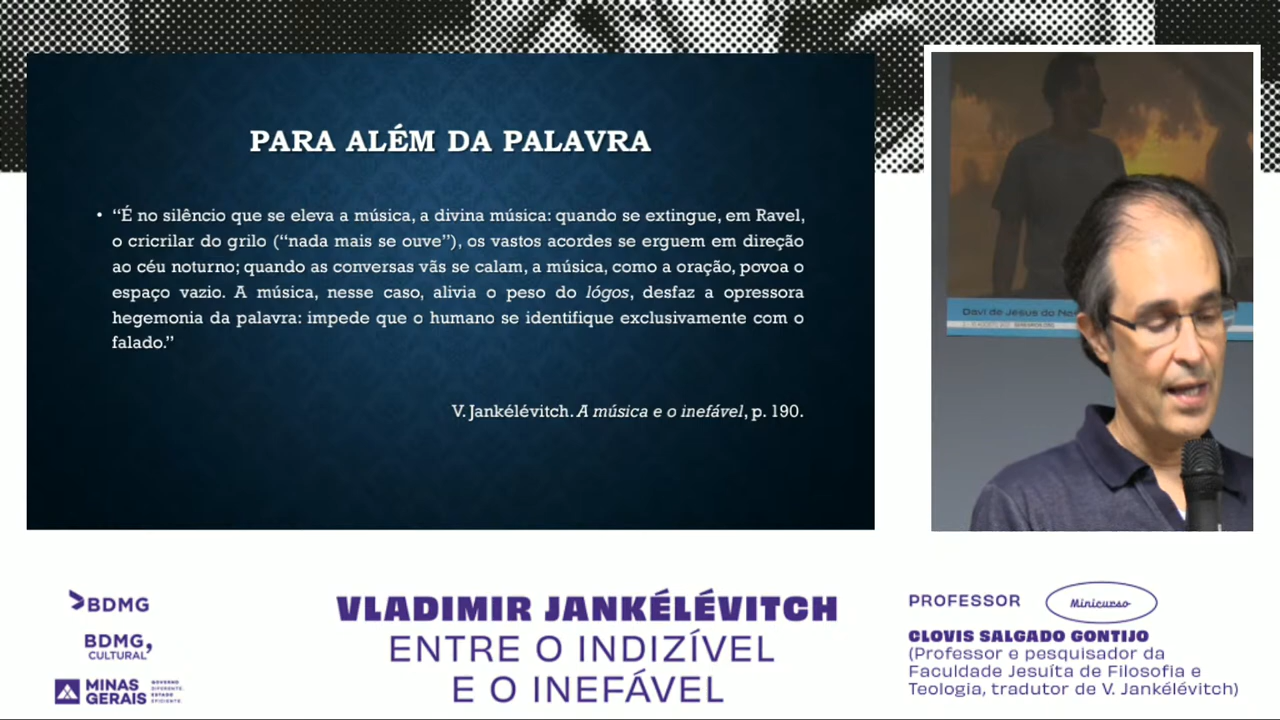 PARA ALÉM DA PALAVRA
• “É no silêncio que se eleva a música, a divina música: quando se extingue, em Ravel,
o cricrilar do grilo (“nada mais se ouve”), os vastos acordes se erguem em direção
ao céu noturno; quando as conversas vãs se calam, a música, como a oração, povoa o
espaço vazio. A música, nesse caso, alivia o peso do lógos, desfaz a opressora
hegemonia da palavra: impede que o humano se identifique exclusivamente com o
falado.”
V. Jankélévitch. A música e o inefável, p. 190.
Davi de Jesus do
BDMG
BDMG,
CULTURAL
MINAS
GERAIS
GOVERNO
DIFERENTE.
ESTADO
EFICIENTE.
VLADIMIR JANKÉLÉVITCH
ENTRE O INDIZÍVEL
E O INEFÁVEL
PROFESSOR
Minicurso
CLOVIS SALGADO GONTIJO
(Professor e pesquisador da
Faculdade Jesuíta de Filosofia e
Teologia, tradutor de V. Jankélévitch)